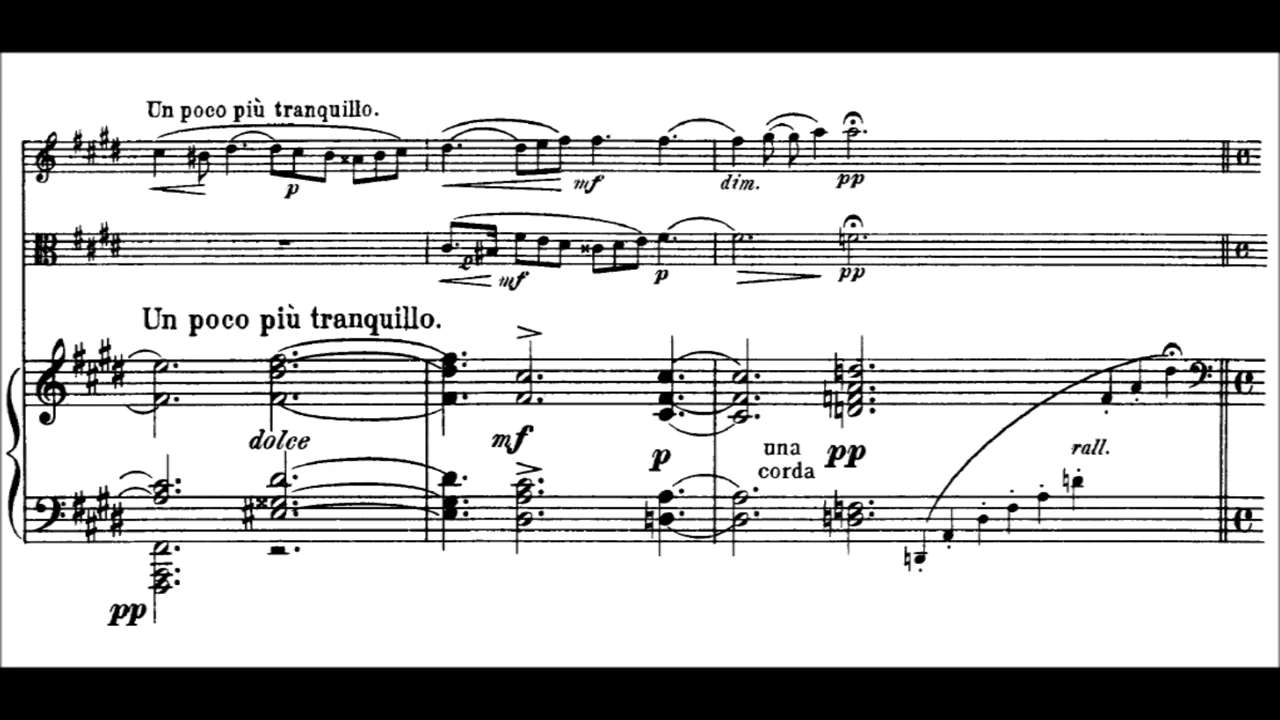 Un poco più tranquillo.
p
mf
dim.
pp
mf
p
pp
Un poco più tranquillo.
dolce
mf
p
una
corda
pp
rall.
pp